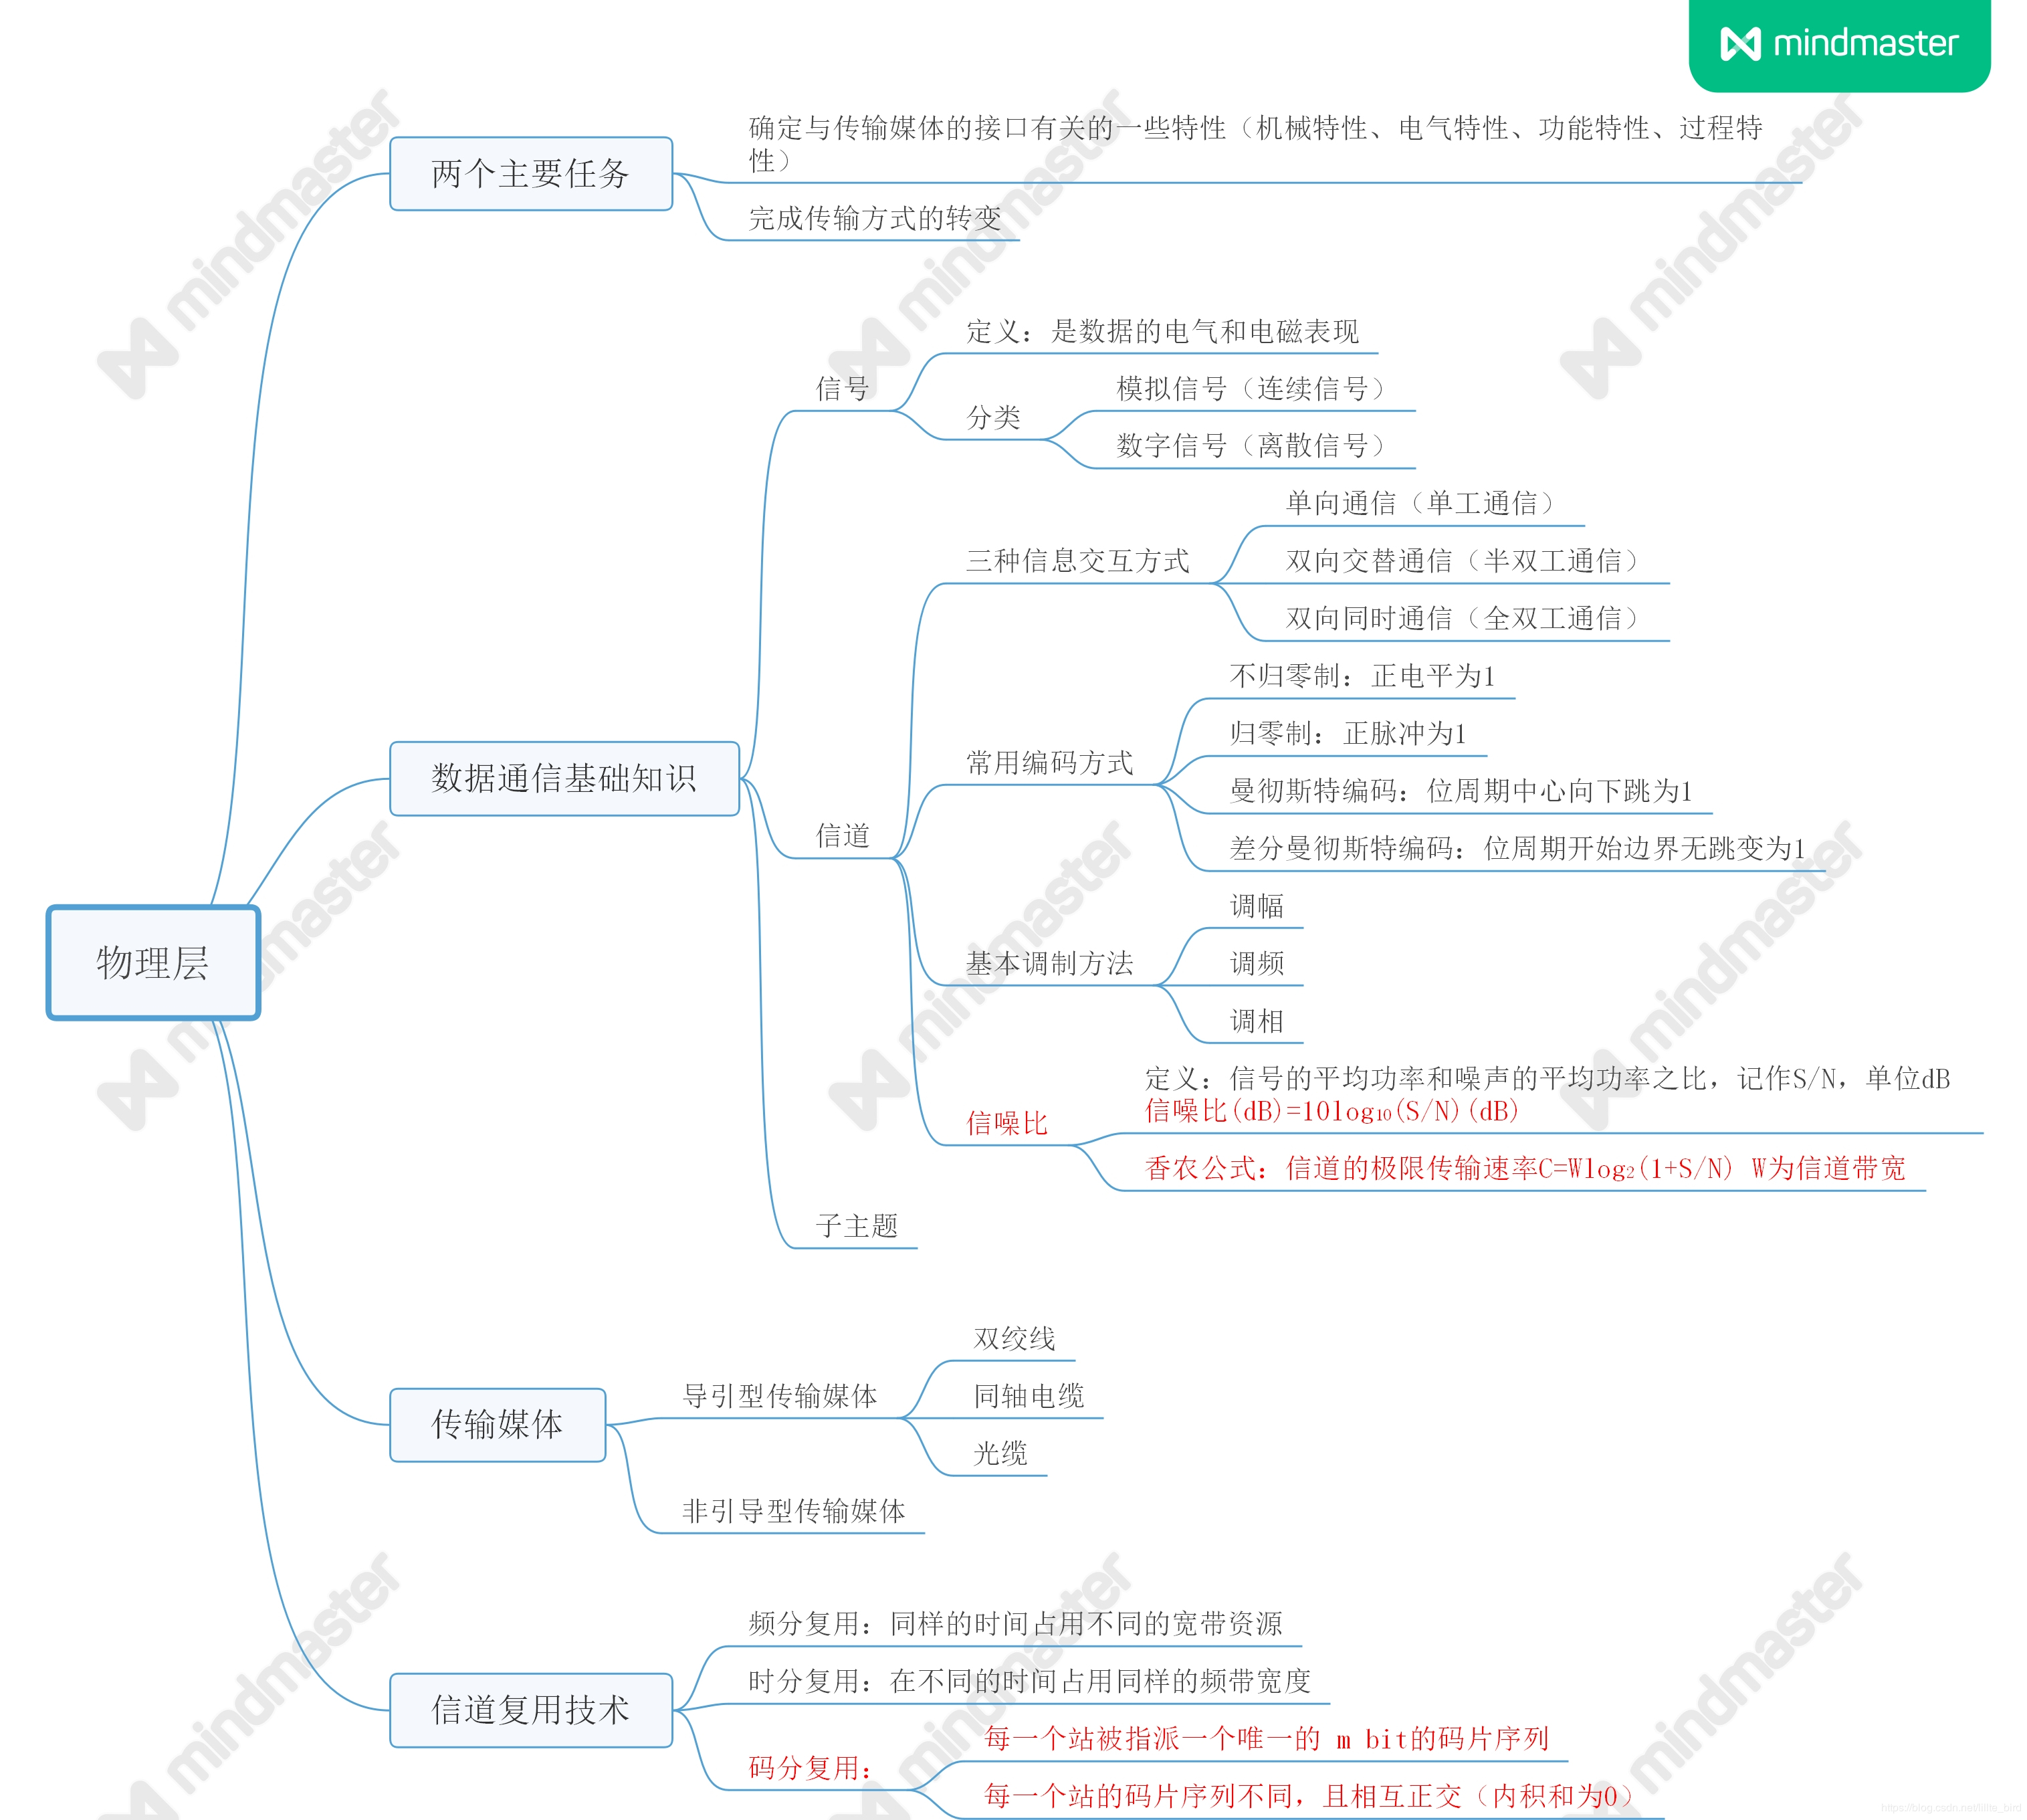 mindmaster
物理层
两个主要任务
确定与传输媒体的接口有关的一些特性（机械特性、电气特性、功能特性、过程特
性）
完成传输方式的转变
数据通信基础知识
信号
定义：是数据的电气和电磁表现
分类
模拟信号（连续信号）
数字信号（离散信号）
信道
三种信息交互方式
单向通信（单工通信）
双向交替通信（半双工通信）
双向同时通信（全双工通信）
常用编码方式
不归零制：正电平为1
归零制：正脉冲为1
曼彻斯特编码：位周期中心向下跳为1
差分曼彻斯特编码：位周期开始边界无跳变为1
基本调制方法
调幅
调频
调相
信噪比
定义：信号的平均功率和噪声的平均功率之比，记作S/N，单位dB
信噪比(dB)=10log₁₀(S/N)(dB)
香农公式：信道的极限传输速率C=Wlog₂(1+S/N) W为信道带宽
子主题
传输媒体
导引型传输媒体
双绞线
同轴电缆
光缆
非引导型传输媒体
信道复用技术
频分复用：同样的时间占用不同的宽带资源
时分复用：在不同的时间占用同样的频带宽度
码分复用：
每一个站被指派一个唯一的 m bit的码片序列
每一个站的码片序列不同，且相互正交（内积和为0）